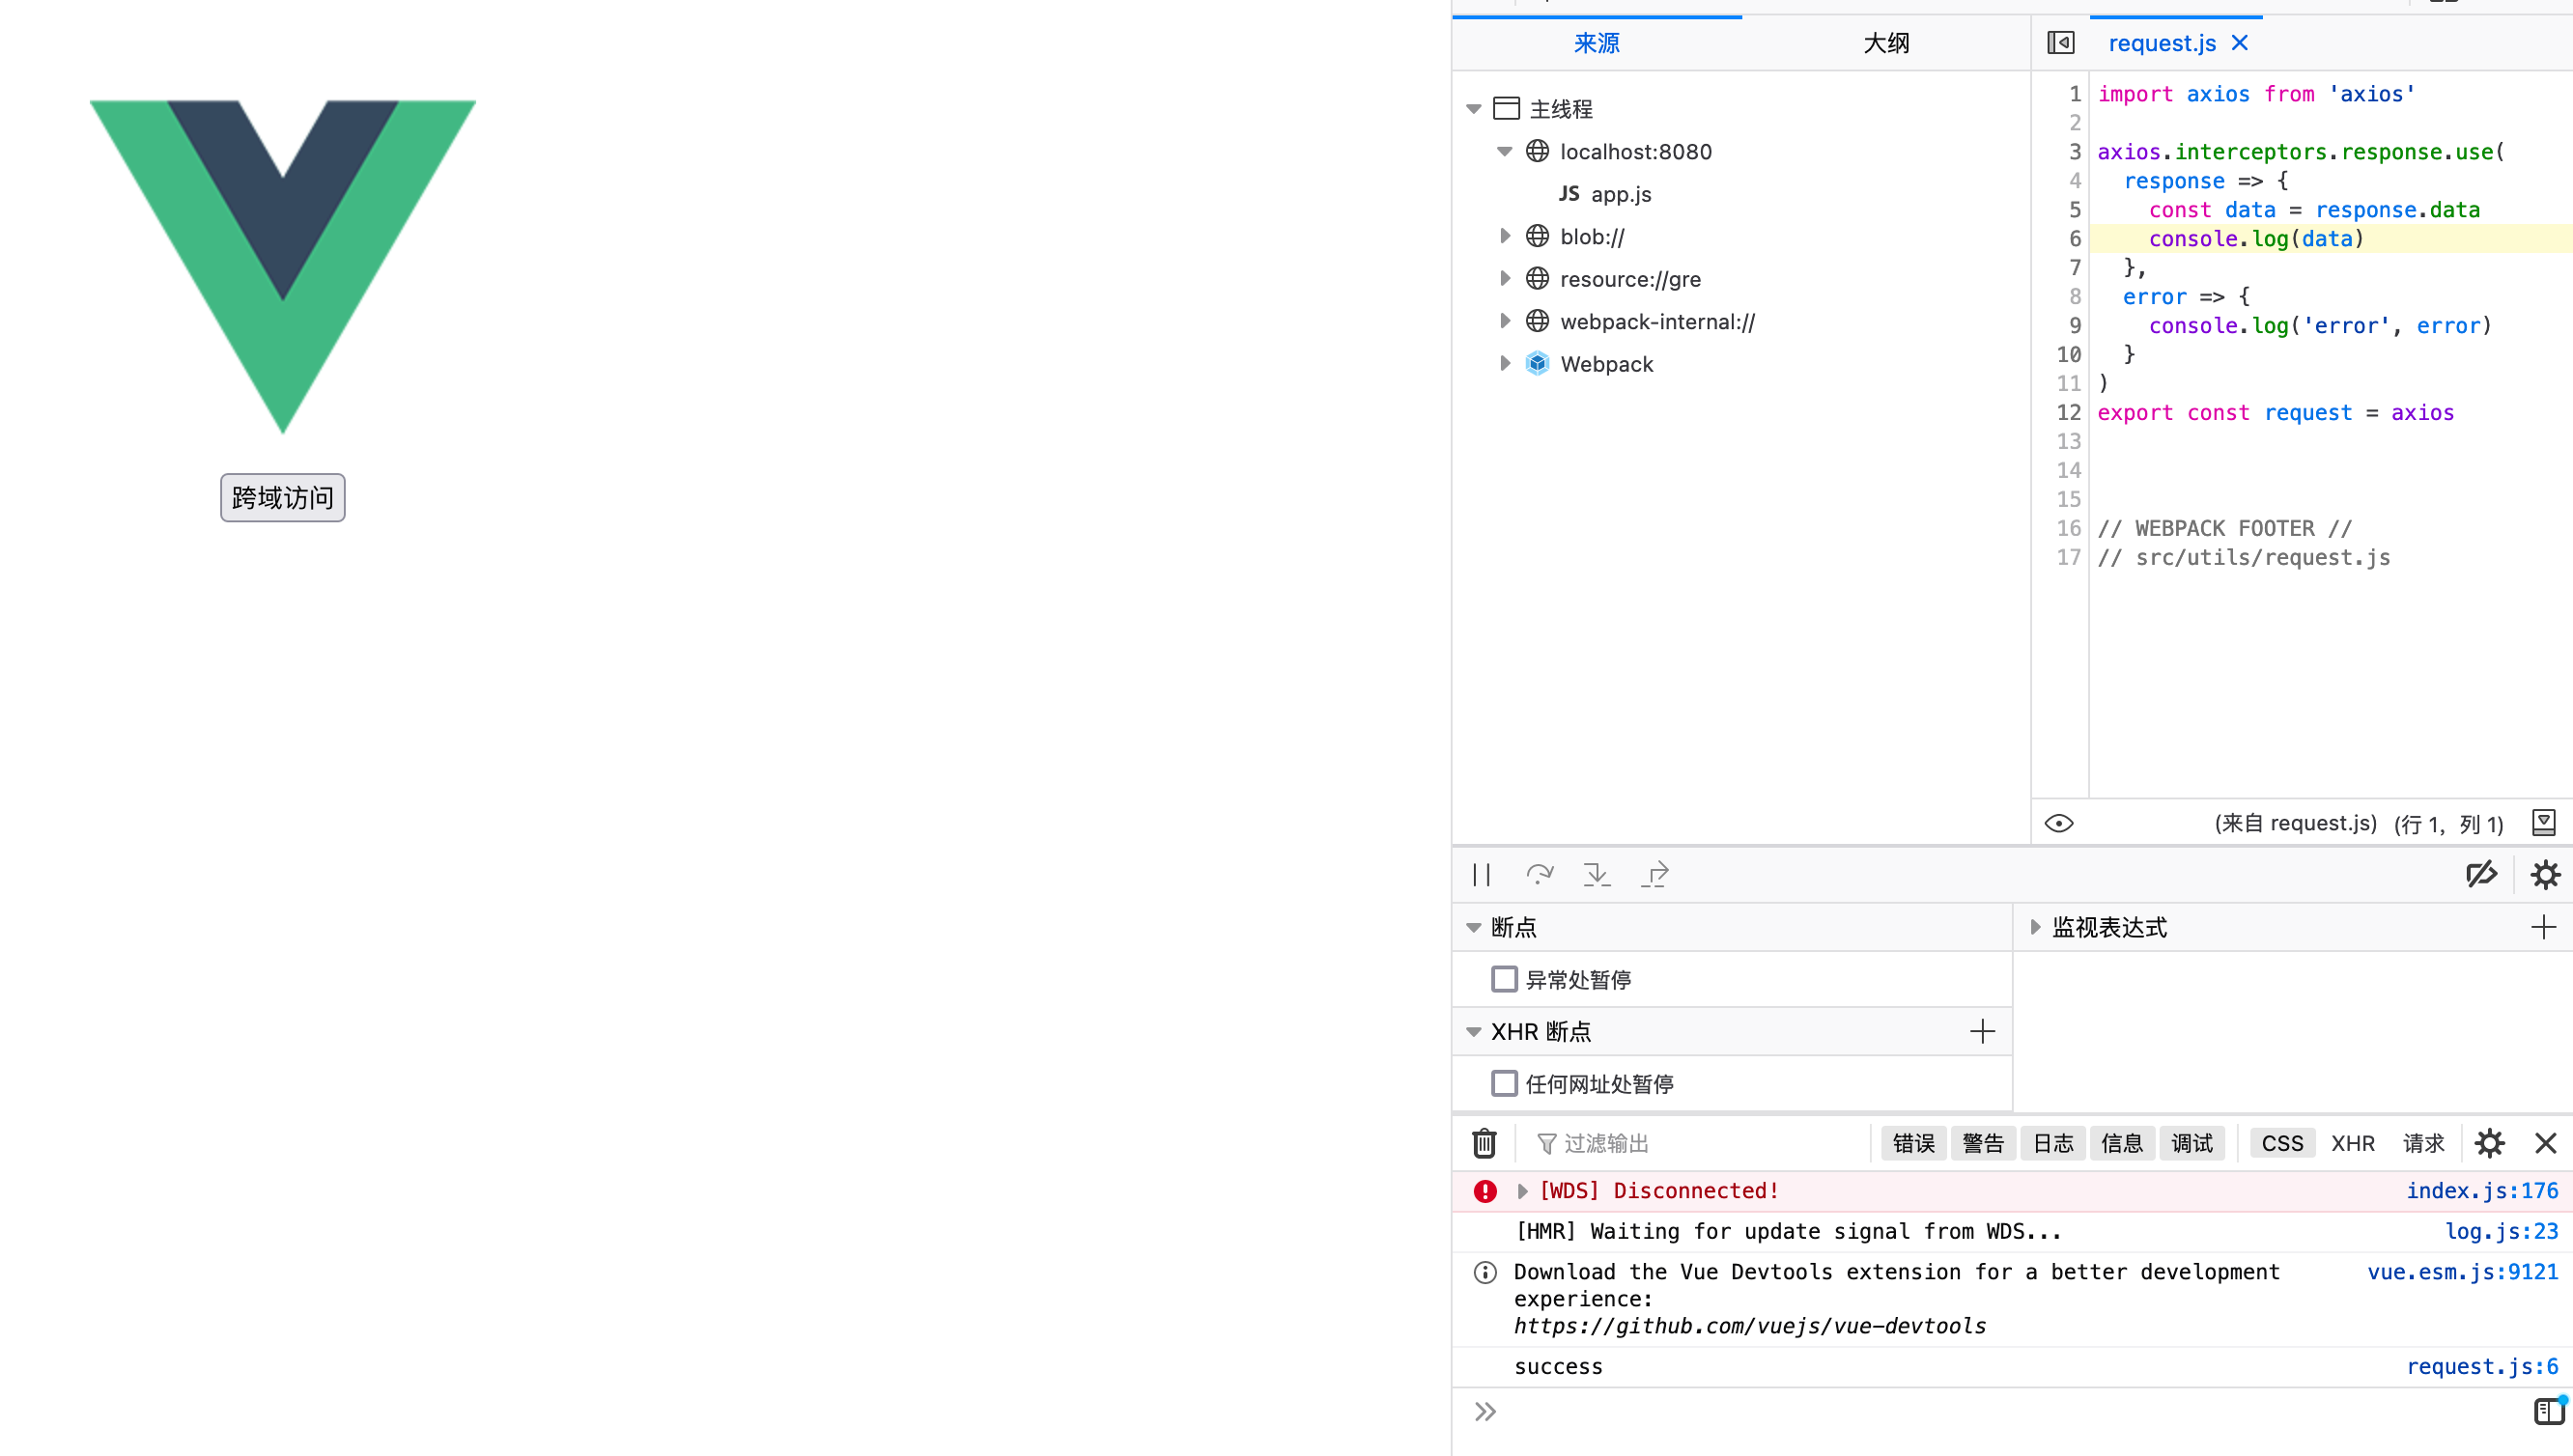 跨域访问
来源
大纲
主线程
localhost:8080
JS app.js
blob://
resource://gre
webpack-internal://
Webpack
request.js
1 import axios from 'axios'
2
3 axios.interceptors.response.use(
4 response => {
5 const data = response.data
6 console.log(data)
7 },
8 error => {
9 console.log('error', error)
10 }
11 )
12 export const request = axios
13
14
15
16 // WEBPACK FOOTER //
17 // src/utils/request.js
(来自 request.js) (行 1, 列 1)
断点
异常处暂停
XHR 断点
任何网址处暂停
监视表达式
过滤输出 错误 警告 日志 信息 调试 CSS XHR 请求
[WDS] Disconnected! index.js:176
[HMR] Waiting for update signal from WDS... log.js:23
Download the Vue Devtools extension for a better development vue.esm.js:9121
experience:
https://github.com/vuejs/vue-devtools
success request.js:6